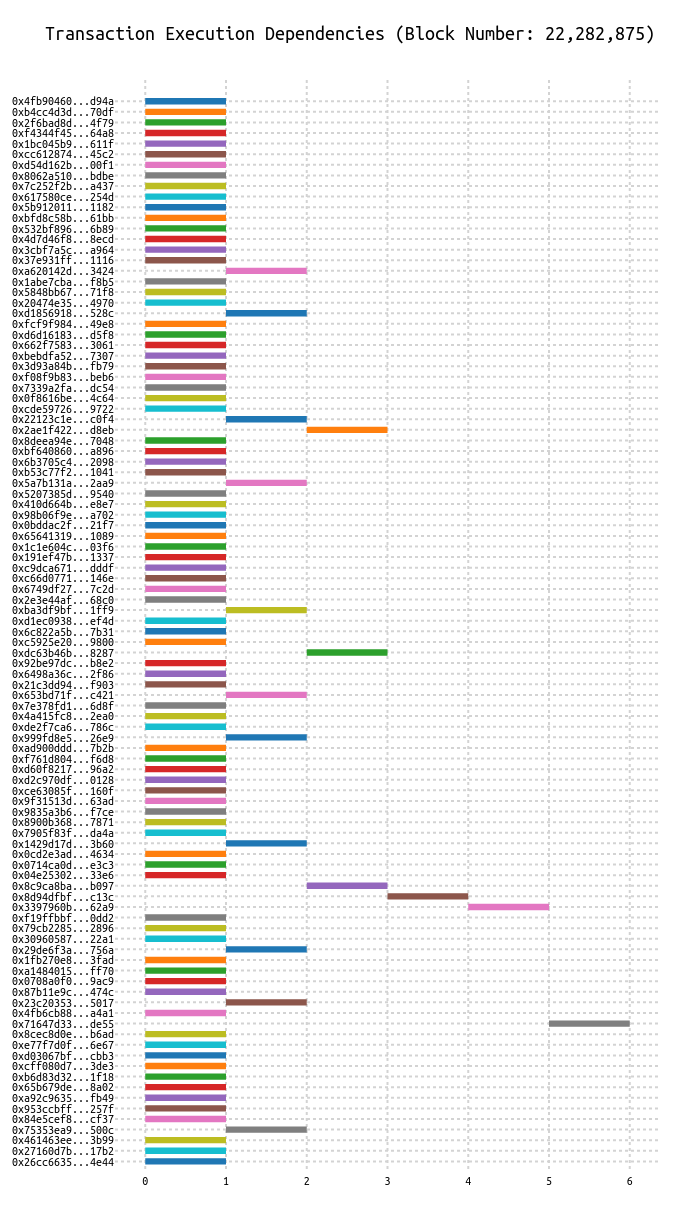 Transaction Execution Dependencies (Block Number: 22,282,875)
0x4fb90460...d94a
0xb4cc4d3d...70df
0x2f6bad8d...4f79
0xf4344f45...64a8
0x1bc045b9...611f
0xcc612874...45c2
0xd54d162b...00f1
0x8062a510...bdbe
0x7c252f2b...a437
0x617580ce...254d
0x5b912011...1182
0xbfd8c58b...61bb
0x532bf896...6b89
0x4d7d46f8...8ecd
0x3cbf7a5c...a964
0x37e931ff...1116
0xa620142d...3424
0x1abe7cba...f8b5
0x5848bb67...71f8
0x20474e35...4970
0xd1856918...528c
0xfcf9f984...49e8
0xd6d16183...d5f8
0x662f7583...3061
0xbebdfa52...7307
0x3d93a84b...fb79
0xf08f9b83...beb6
0x7339a2fa...dc54
0x0f8616be...4c64
0xcde59726...9722
0x22123c1e...c0f4
0x2ae1f422...d8eb
0x8deea94e...7048
0xbf640860...a896
0x6b3705c4...2098
0xb53c77f2...1041
0x5a7b131a...2aa9
0x5207385d...9540
0x410d664b...e8e7
0x98b06f9e...a702
0x0bddac2f...21f7
0x65641319...1089
0x1c1e604c...03f6
0x191ef47b...1337
0xc9dca671...dddf
0xc66d0771...146e
0x6749df27...7c2d
0x2e3e44af...68c0
0xba3df9bf...1ff9
0xd1ec0938...ef4d
0x6c822a5b...7b31
0xc5925e20...9800
0xdc63b46b...8287
0x92be97dc...b8e2
0x6498a36c...2f86
0x21c3dd94...f903
0x653bd71f...c421
0x7e378fd1...6d8f
0x4a415fc8...2ea0
0xde2f7ca6...786c
0x999fd8e5...26e9
0xad900ddd...7b2b
0xf761d804...f6d8
0xd60f8217...96a2
0xd2c970df...0128
0xce63085f...160f
0x9f31513d...63ad
0x9835a3b6...f7ce
0x8900b368...7871
0x7905f83f...da4a
0x1429d17d...3b60
0x0cd2e3ad...4634
0x0714ca0d...e3c3
0x04e25302...33e6
0x8c9ca8ba...b097
0x8d94dfbf...c13c
0x3397960b...62a9
0xf19ffbbf...0dd2
0x79cb2285...2896
0x30960587...22a1
0x29de6f3a...756a
0x1fb270e8...3fad
0xa1484015...ff70
0x0708a0f0...9ac9
0x87b11e9c...474c
0x23c20353...5017
0x4fb6cb88...a4a1
0x71647d33...de55
0x8cec8d0e...b6ad
0xe77f7d0f...6e67
0xd03067bf...cbb3
0xcff080d7...3de3
0xb6d83d32...1f18
0x65b679de...8a02
0xa92c9635...fb49
0x953ccbff...257f
0x84e5cef8...cf37
0x75353ea9...500c
0x461463ee...3b99
0x27160d7b...17b2
0x26cc6635...4e44
0 1 2 3 4 5 6